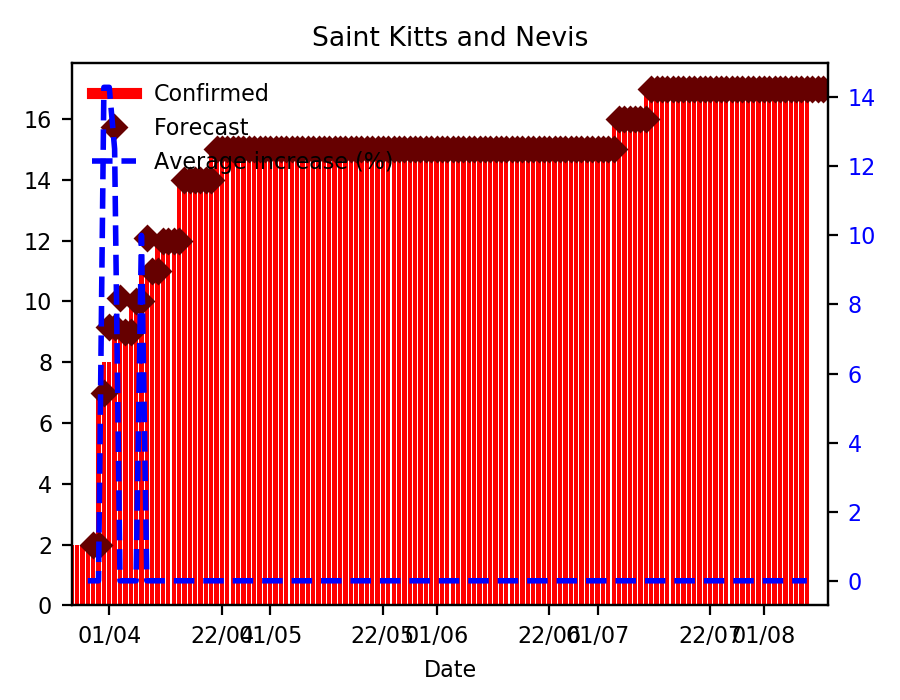 Saint Kitts and Nevis
Confirmed
Forecast
Average increase (%)
16
14
12
10
8
6
4
2
0
14
12
10
8
6
4
2
0
01/04 22/04 01/05 22/05 01/06 22/06 01/07 22/07 01/08
Date